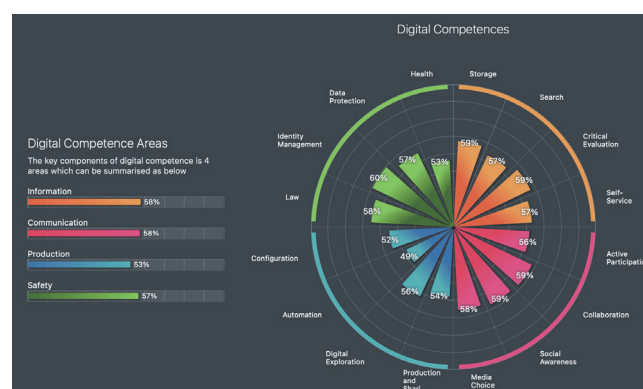 Digital Competences
Digital Competence Areas
The key components of digital competence is 4
areas which can be summarised as below
Information
58%
Communication
58%
Production
53%
Safety
57%
Health
Storage
Search
Critical
Evaluation
Self-
Service
Active
Participatio
Collaboration
Social
Awareness
Media
Choice
Production
and
Shari
Digital
Exploration
Automation
Configuration
Law
Identity
Management
Data
Protection
59%
57%
59%
57%
56%
59%
59%
58%
54%
56%
49%
52%
58%
60%
57%
53%